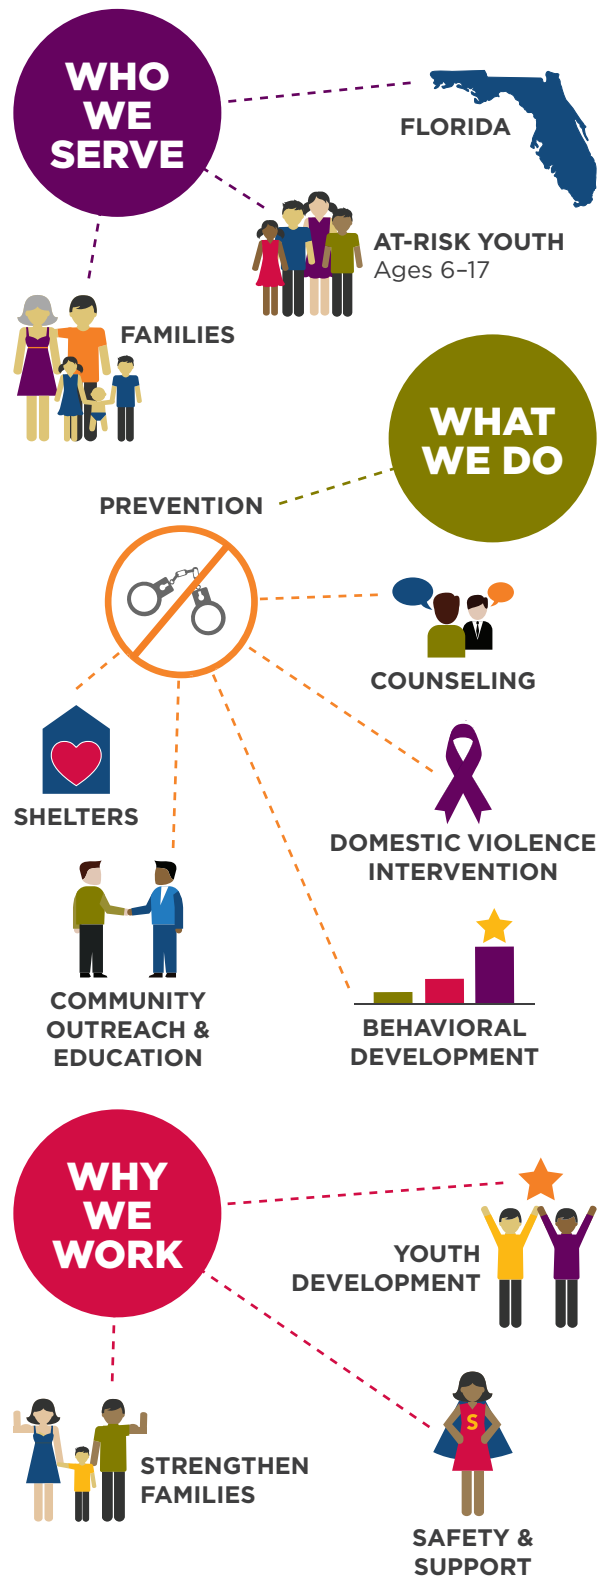 WHO
WE
SERVE
FLORIDA
AT-RISK YOUTH
Ages 6–17
FAMILIES
WHAT
WE DO
PREVENTION
COUNSELING
SHELTERS
DOMESTIC VIOLENCE
INTERVENTION
COMMUNITY
OUTREACH &
EDUCATION
BEHAVIORAL
DEVELOPMENT
WHY
WE
WORK
YOUTH
DEVELOPMENT
S
STRENGTHEN
FAMILIES
SAFETY &
SUPPORT